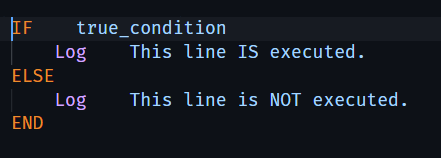 IF    true_condition
    Log    This line IS executed.
ELSE
    Log    This line is NOT executed.
END